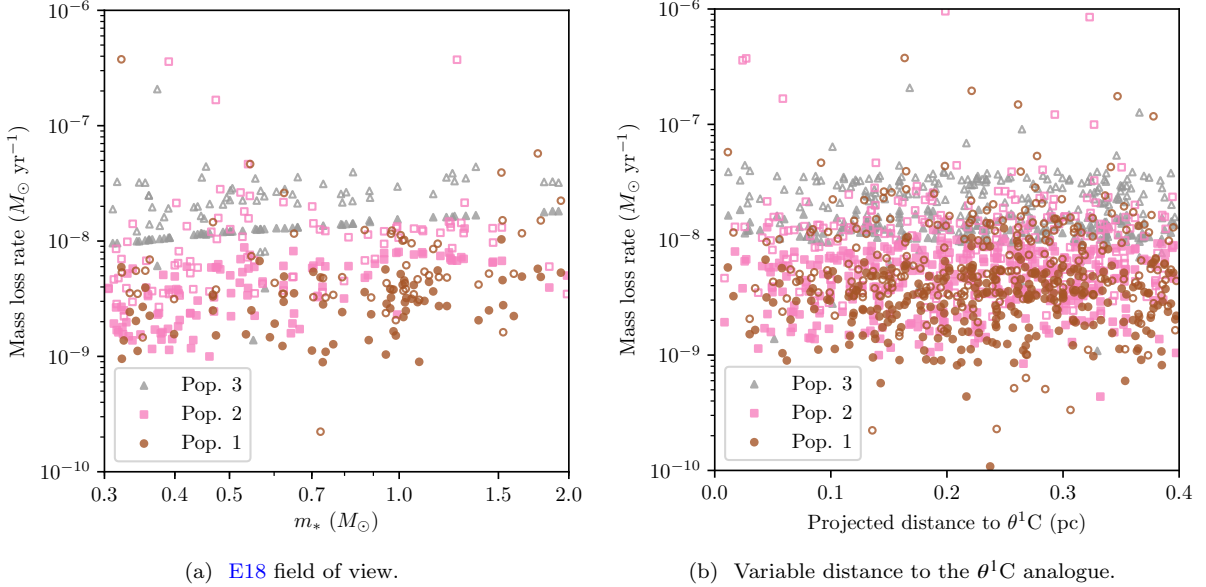 Mass loss rate (M⊙ yr⁻¹)
10⁻⁶
10⁻⁷
10⁻⁸
10⁻⁹
10⁻¹⁰
Pop. 3
Pop. 2
Pop. 1
0.3 0.4 0.5 0.7 1.0 1.5 2.0
m* (M⊙)
(a) E18 field of view.
Mass loss rate (M⊙ yr⁻¹)
10⁻⁶
10⁻⁷
10⁻⁸
10⁻⁹
10⁻¹⁰
Pop. 3
Pop. 2
Pop. 1
0.0 0.1 0.2 0.3 0.4
Projected distance to θ¹C (pc)
(b) Variable distance to the θ¹C analogue.